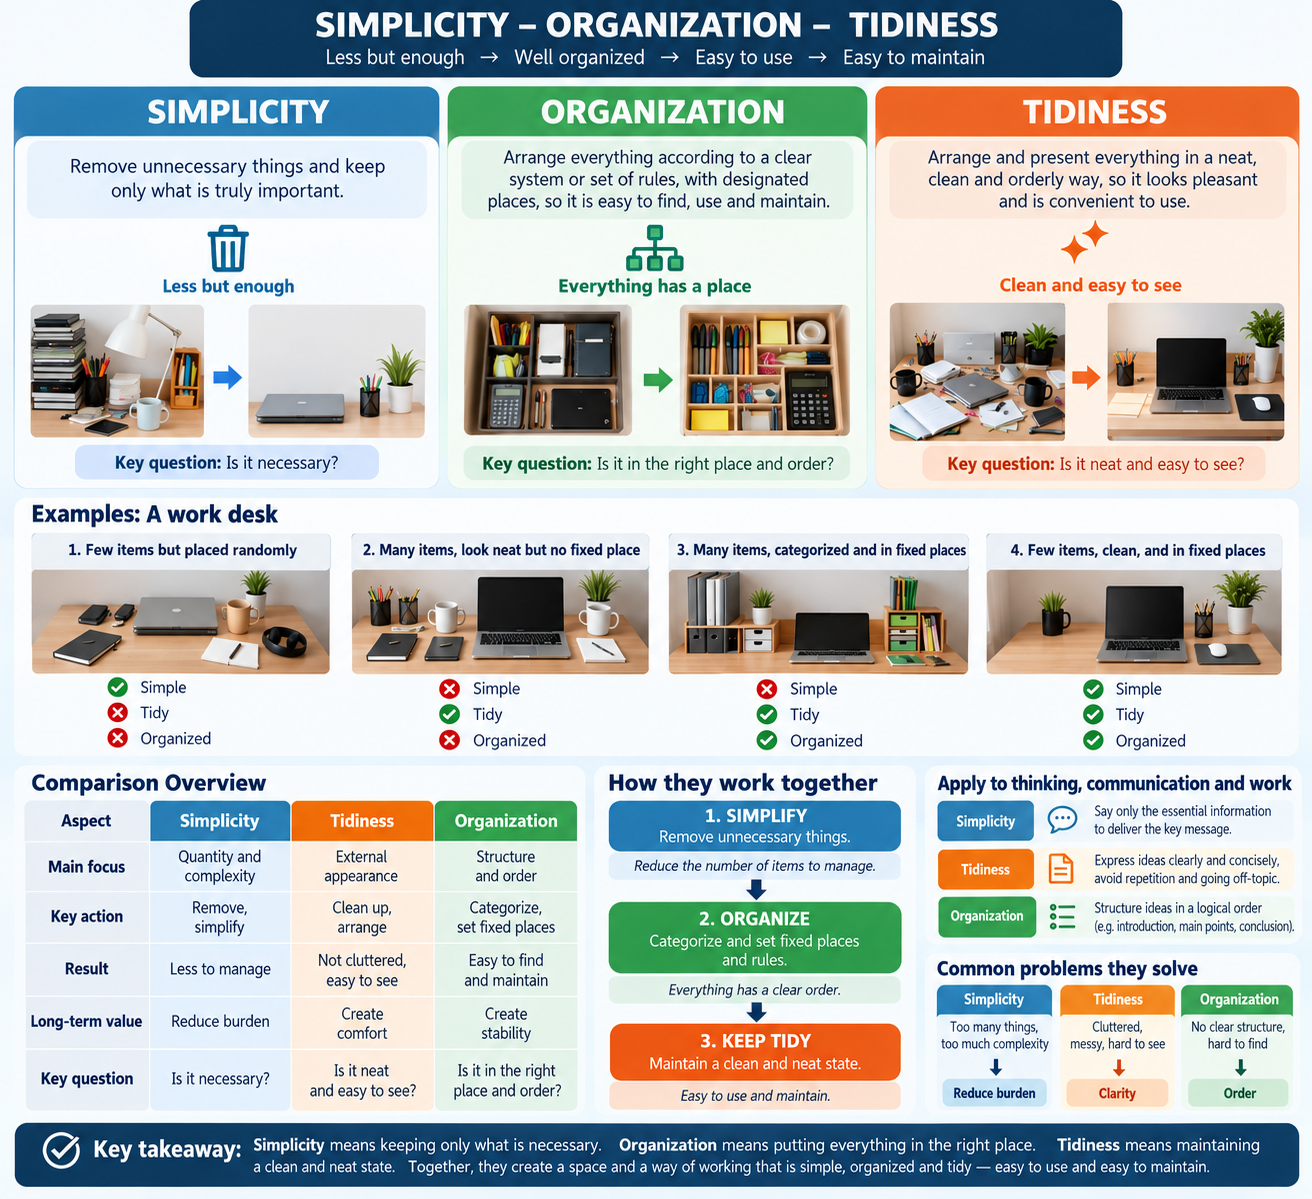 SIMPLICITY – ORGANIZATION – TIDINESS
Less but enough → Well organized → Easy to use → Easy to maintain
SIMPLICITY
Remove unnecessary things and keep
only what is truly important.
Less but enough
Key question: Is it necessary?
ORGANIZATION
Arrange everything according to a clear
system or set of rules, with designated
places, so it is easy to find, use and maintain.
Everything has a place
Key question: Is it in the right place and order?
TIDINESS
Arrange and present everything in a neat,
clean and orderly way, so it looks pleasant
and is convenient to use.
Clean and easy to see
Key question: Is it neat and easy to see?
Examples: A work desk
1. Few items but placed randomly
Simple
Tidy
Organized
2. Many items, look neat but no fixed place
Simple
Tidy
Organized
3. Many items, categorized and in fixed places
Simple
Tidy
Organized
4. Few items, clean, and in fixed places
Simple
Tidy
Organized
Comparison Overview
Aspect Simplicity Tidiness Organization
Main focus
Quantity and
complexity
External
appearance
Structure
and order
Key action
Remove,
simplify
Clean up,
arrange
Categorize,
set fixed places
Result
Less to manage
Not cluttered,
easy to see
Easy to find
and maintain
Long-term value
Reduce burden
Create
comfort
Create
stability
Key question
Is it necessary?
Is it neat
and easy to see?
Is it in the right
place and order?
How they work together
1. SIMPLIFY
Remove unnecessary things.
Reduce the number of items to manage.
2. ORGANIZE
Categorize and set fixed places
and rules.
Everything has a clear order.
3. KEEP TIDY
Maintain a clean and neat state.
Easy to use and maintain.
Apply to thinking, communication and work
Simplicity
Say only the essential information
to deliver the key message.
Tidiness
Express ideas clearly and concisely,
avoid repetition and going off-topic.
Organization
Structure ideas in a logical order
(e.g. introduction, main points, conclusion).
Common problems they solve
Simplicity
Too many things,
too much complexity
Reduce burden
Tidiness
Cluttered,
messy, hard to see
Clarity
Organization
No clear structure,
hard to find
Order
Key takeaway: Simplicity means keeping only what is necessary. Organization means putting everything in the right place. Tidiness means maintaining
a clean and neat state. Together, they create a space and a way of working that is simple, organized and tidy — easy to use and easy to maintain.